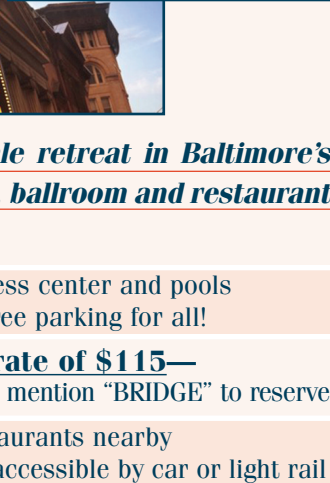 le retreat in Baltimore's
ballroom and restaurant
ess center and pools
ee parking for all!
rate of $115—
mention “BRIDGE” to reserve
aurants nearby
accessible by car or light rail